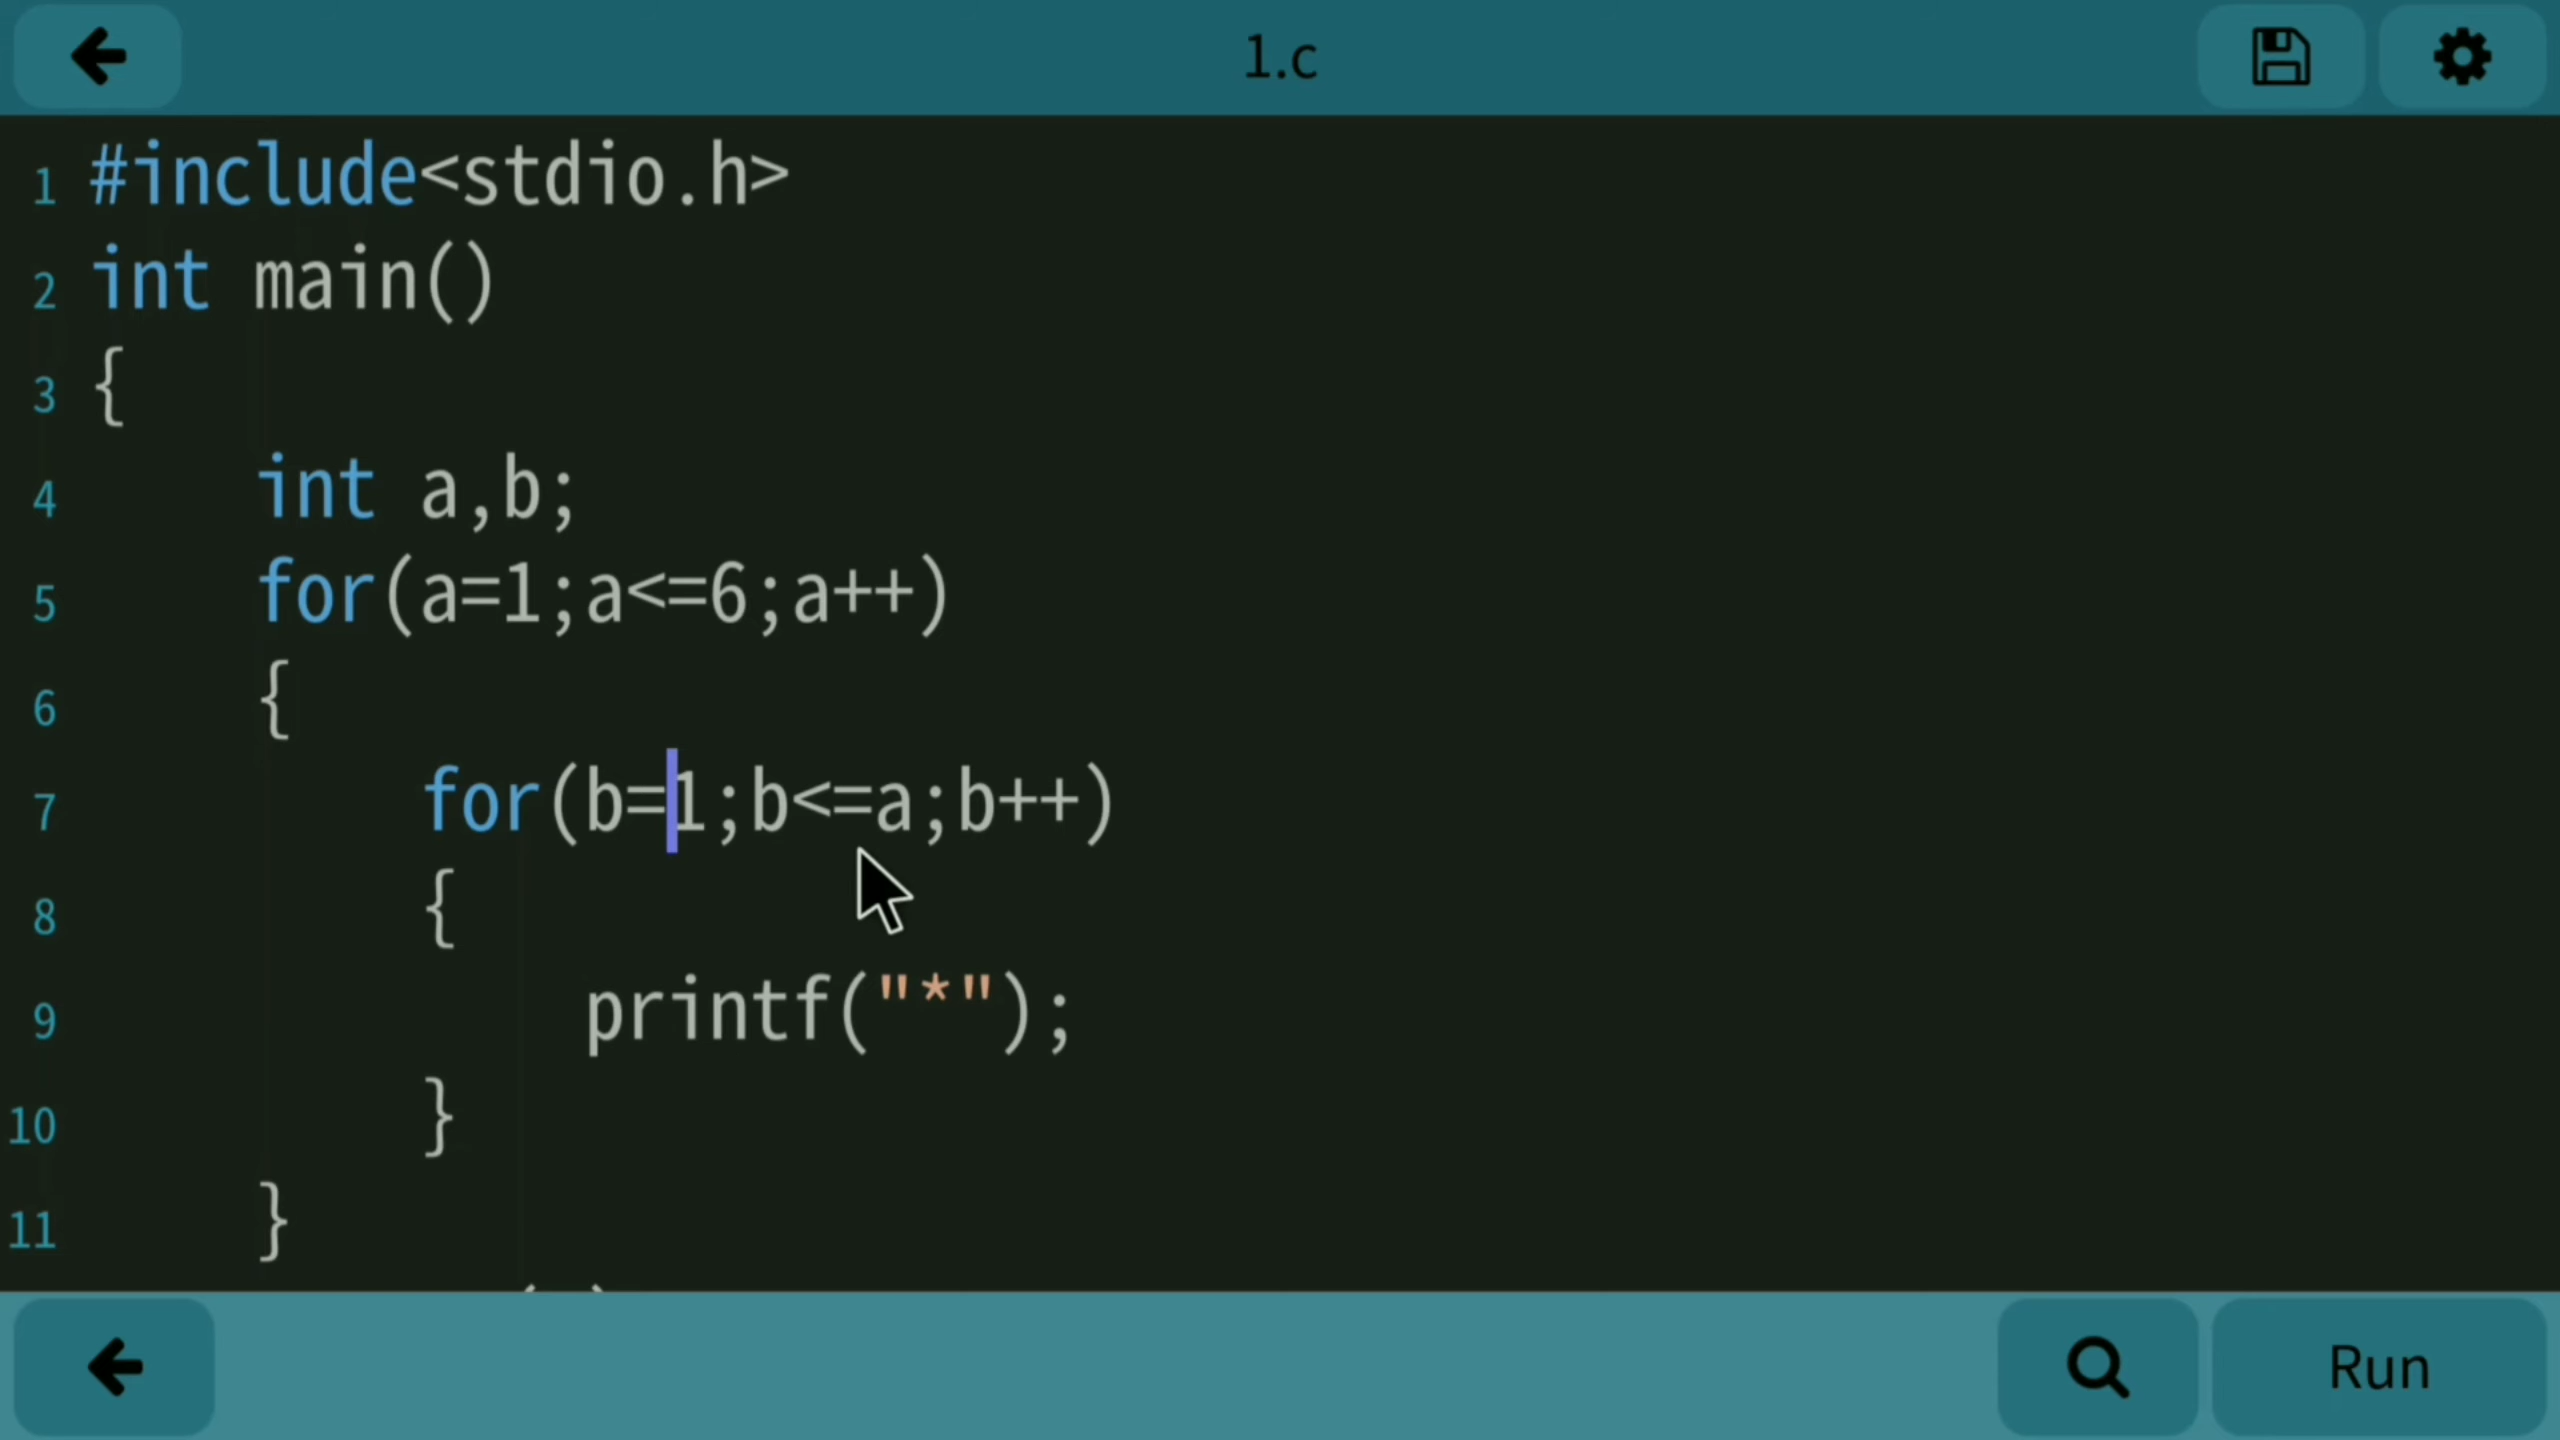 1.c
1 #include<stdio.h>
2 int main()
3 {
4     int a,b;
5     for(a=1;a<=6;a++)
6     {
7         for(b=1;b<=a;b++)
8         {
9             printf("*");
10         }
11     }
Run